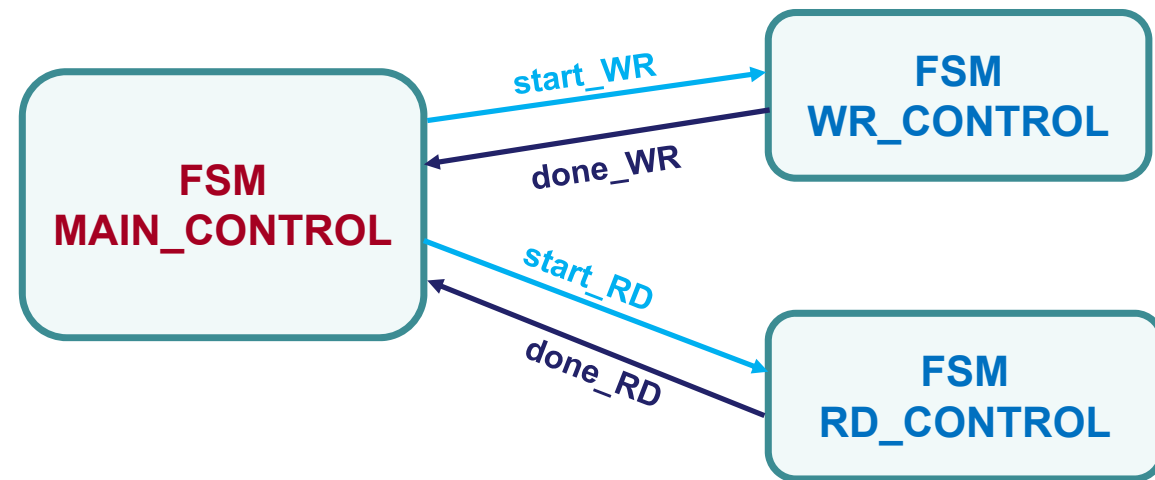 FSM
MAIN_CONTROL
start_WR
done_WR
FSM
WR_CONTROL
start_RD
done_RD
FSM
RD_CONTROL